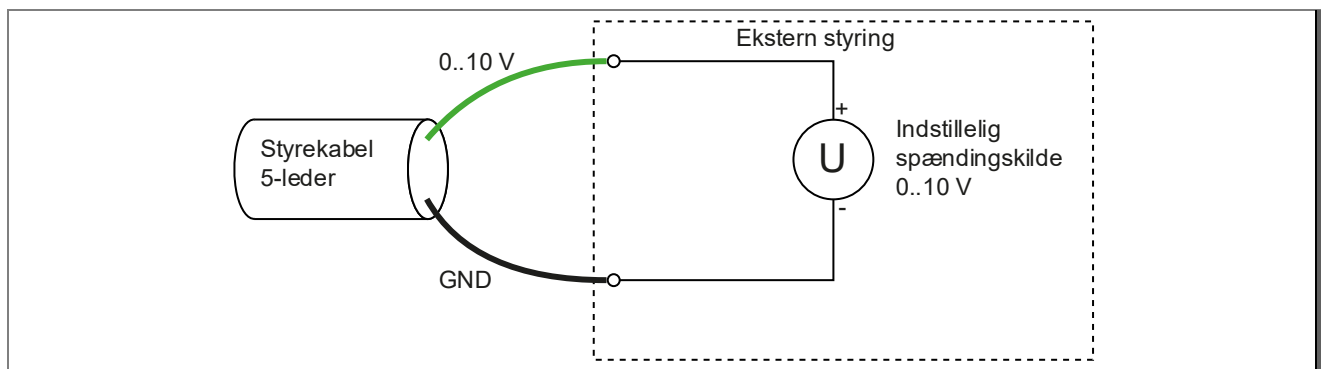 Ekstern styring
0..10 V
+
Indstillelig
spændingskilde
0..10 V
U
-
Styrekabel
5-leder
GND